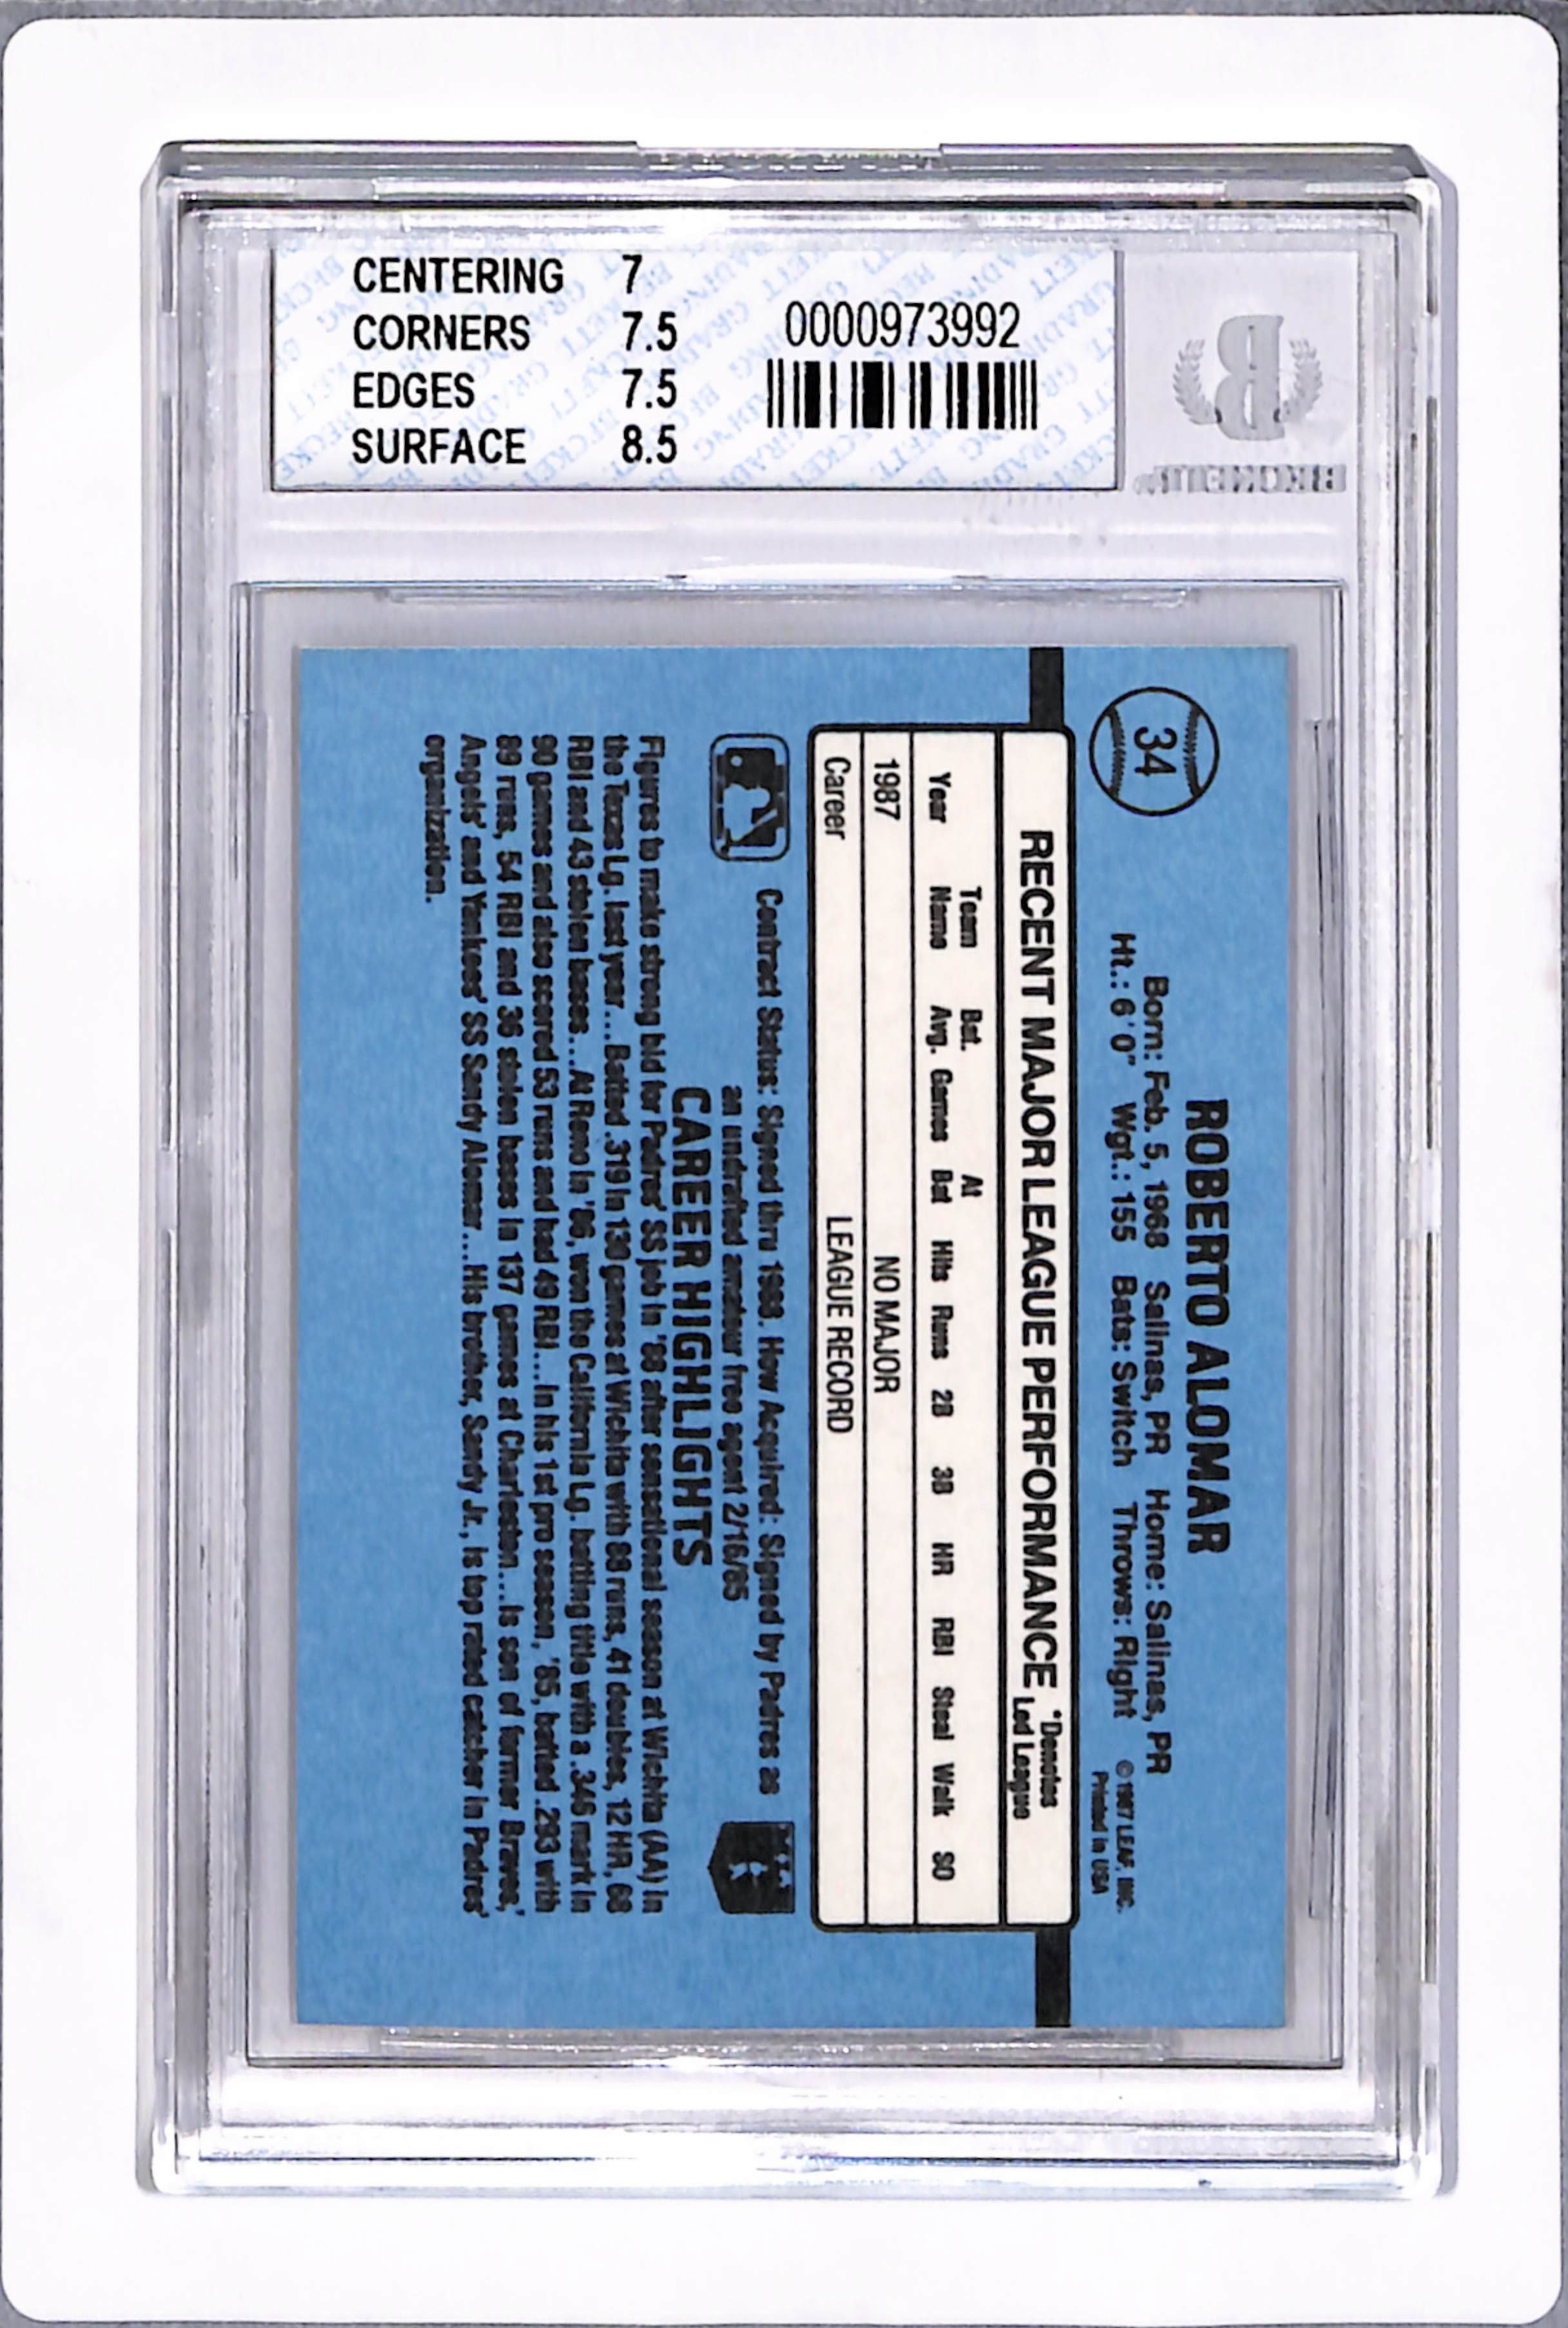 CENTERING 7
CORNERS 7.5
EDGES 7.5
SURFACE 8.5
0000973992
BECKETT
34
ROBERTO ALOMAR
Born: Feb. 5, 1968 Salinas, PR Home: Salinas, PR
Ht.: 6'0" Wgt.: 155 Bats: Switch Throws: Right
©1987 LEAF, INC.
Printed in USA
RECENT MAJOR LEAGUE PERFORMANCE *Denotes Led League
Year Team Name Bat. Avg. Games At Bat Hits Runs 2B 3B HR RBI Steal Walk SO
1987 NO MAJOR
Career LEAGUE RECORD
Contract Status: Signed thru 1988. How Acquired: Signed by Padres as
an undrafted amateur free agent 2/16/85
CAREER HIGHLIGHTS
Figures to make strong bid for Padres' SS job in '88 after sensational season at Wichita (AA) in
the Texas Lg. last year...Batted .319 in 130 games at Wichita with 88 runs, 41 doubles, 12 HR, 68
RBI and 43 stolen bases...At Reno in '86, won the California Lg. batting title with a .346 mark in
90 games and also scored 53 runs and had 49 RBI...In his 1st pro season, '85, batted .293 with
89 runs, 54 RBI and 36 stolen bases in 137 games at Charleston...Is son of former Braves,'
Angels' and Yankees' SS Sandy Alomar...His brother, Sandy Jr., is top rated catcher in Padres'
organization.